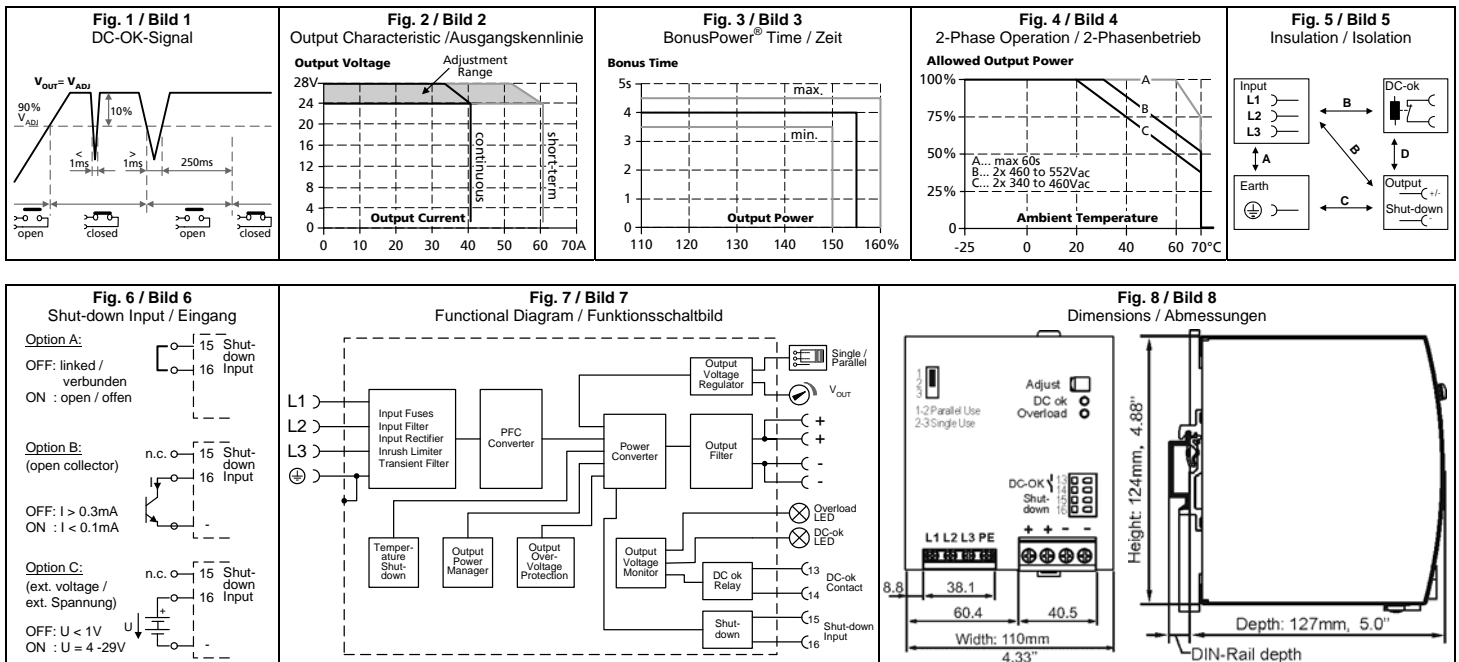 Fig. 1 / Bild 1
DC-OK-Signal
V_OUT = V_ADJ
90%
V_ADJ
10%
<
1ms
>
1ms
250ms
open
closed
open
closed
Fig. 2 / Bild 2
Output Characteristic /Ausgangskennlinie
Output Voltage
Adjustment
Range
28V
24
20
16
12
8
4
0
continuous
short-term
Output Current
0 10 20 30 40 50 60 70A
Fig. 3 / Bild 3
BonusPower® Time / Zeit
Bonus Time
5s
4
3
2
1
0
max.
min.
Output Power
110 120 130 140 150 160%
Fig. 4 / Bild 4
2-Phase Operation / 2-Phasenbetrieb
Allowed Output Power
100%
75%
50%
25%
0
A
B
C
A... max 60s
B... 2x 460 to 552Vac
C... 2x 340 to 460Vac
Ambient Temperature
-25 0 20 40 60 70°C
Fig. 5 / Bild 5
Insulation / Isolation
Input
L1
L2
L3
DC-ok
B
A
B
D
Earth
C
Output
+/-
Shut-down
-
Fig. 6 / Bild 6
Shut-down Input / Eingang
Option A:
OFF: linked /
verbunden
ON : open / offen
15 Shut-
down
16 Input
Option B:
(open collector)
OFF: I > 0.3mA
ON : I < 0.1mA
n.c.
15 Shut-
down
16 Input
I
-
Option C:
(ext. voltage /
ext. Spannung)
OFF: U < 1V
ON : U = 4 -29V
n.c.
15 Shut-
down
16 Input
U
+
-
Fig. 7 / Bild 7
Functional Diagram / Funktionsschaltbild
L1
L2
L3
Input Fuses
Input Filter
Input Rectifier
Inrush Limiter
Transient Filter
PFC
Converter
Power
Converter
Output
Filter
Output
Voltage
Regulator
Single /
Parallel
V_OUT
+
+
-
-
Temper-
ature
Shut-
down
Output
Power
Manager
Output
Over-
Voltage
Protection
Output
Voltage
Monitor
Overload
LED
DC-ok
LED
DC ok
Relay
13
14
DC-ok
Contact
Shut-
down
15
16
Shut-down
Input
Fig. 8 / Bild 8
Dimensions / Abmessungen
1
2
3
1-2 Parallel Use
2-3 Single Use
Adjust
DC ok
Overload
DC-OK
Shut-
down
13
14
15
16
L1 L2 L3 PE
+ + - -
8.8
38.1
60.4
40.5
Width: 110mm
4.33"
Height: 124mm, 4.88"
Depth: 127mm, 5.0"
DIN-Rail depth